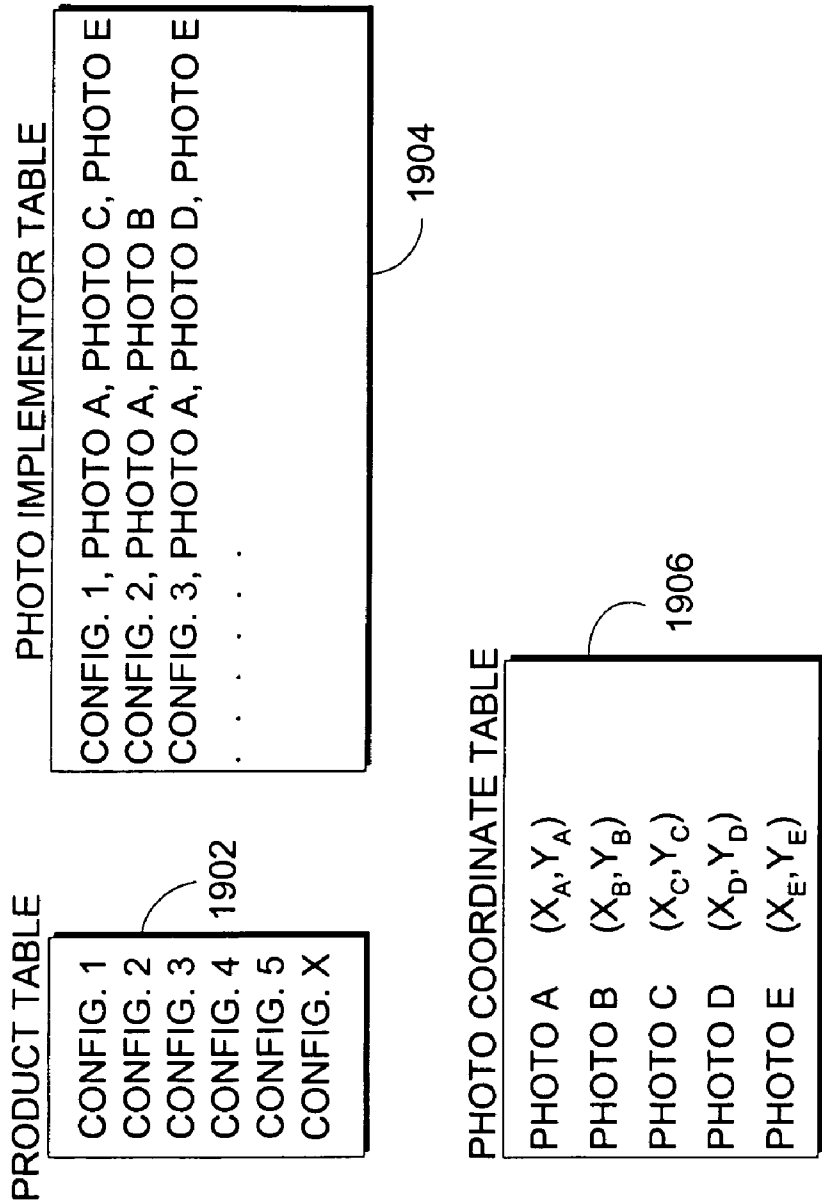 PRODUCT TABLE
CONFIG. 1
CONFIG. 2
CONFIG. 3
CONFIG. 4
CONFIG. 5
CONFIG. X
1902
PHOTO IMPLEMENTOR TABLE
CONFIG. 1, PHOTO A, PHOTO C, PHOTO E
CONFIG. 2, PHOTO A, PHOTO B
CONFIG. 3, PHOTO A, PHOTO D, PHOTO E
. . . . . .
1904
PHOTO COORDINATE TABLE
PHOTO A (X_A,Y_A)
PHOTO B (X_B,Y_B)
PHOTO C (X_C,Y_C)
PHOTO D (X_D,Y_D)
PHOTO E (X_E,Y_E)
1906